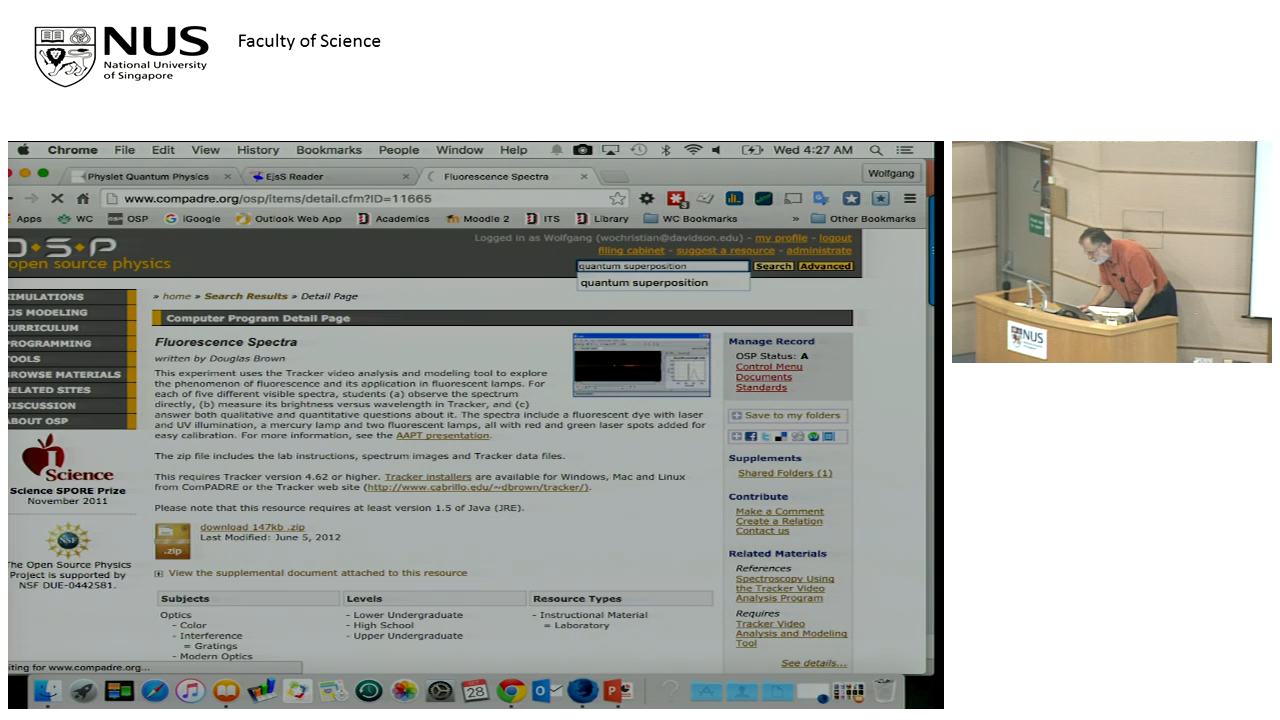 NUS
National University
of Singapore
Faculty of Science
Chrome File Edit View History Bookmarks People Window Help Wed 4:27 AM
Physlet Quantum Physics
EjsS Reader
Fluorescence Spectra
Wolfgang
www.compadre.org/osp/items/detail.cfm?ID=11665
3
Apps WC OSP iGoogle Outlook Web App Academics Moodle 2 ITS Library WC Bookmarks » Other Bookmarks
O S P
open source physics
Logged in as Wolfgang (wochristian@davidson.edu) - my profile - logout
filing cabinet - suggest a resource - administrate
quantum superposition Search Advanced
quantum superposition
SIMULATIONS
EJS MODELING
CURRICULUM
PROGRAMMING
TOOLS
BROWSE MATERIALS
RELATED SITES
DISCUSSION
ABOUT OSP
Science
Science SPORE Prize
November 2011
NSF
The Open Source Physics
Project is supported by
NSF DUE-0442581.
» home » Search Results » Detail Page
Computer Program Detail Page
Fluorescence Spectra
written by Douglas Brown
This experiment uses the Tracker video analysis and modeling tool to explore
the phenomenon of fluorescence and its application in fluorescent lamps. For
each of five different visible spectra, students (a) observe the spectrum
directly, (b) measure its brightness versus wavelength in Tracker, and (c)
answer both qualitative and quantitative questions about it. The spectra include a fluorescent dye with laser
and UV illumination, a mercury lamp and two fluorescent lamps, all with red and green laser spots added for
easy calibration. For more information, see the AAPT presentation.
The zip file includes the lab instructions, spectrum images and Tracker data files.
This requires Tracker version 4.62 or higher. Tracker installers are available for Windows, Mac and Linux
from ComPADRE or the Tracker web site (http://www.cabrillo.edu/~dbrown/tracker/).
Please note that this resource requires at least version 1.5 of Java (JRE).
.zip
download 147kb .zip
Last Modified: June 5, 2012
View the supplemental document attached to this resource
Subjects Levels Resource Types
Optics - Lower Undergraduate - Instructional Material
- Color - High School = Laboratory
- Interference - Upper Undergraduate
= Gratings
- Modern Optics
Manage Record
OSP Status: A
Control Menu
Documents
Standards
Save to my folders
Supplements
Shared Folders (1)
Contribute
Make a Comment
Create a Relation
Contact us
Related Materials
References
Spectroscopy Using
the Tracker Video
Analysis Program
Requires
Tracker Video
Analysis and Modeling
Tool
See details...
iting for www.compadre.org...
28
NUS